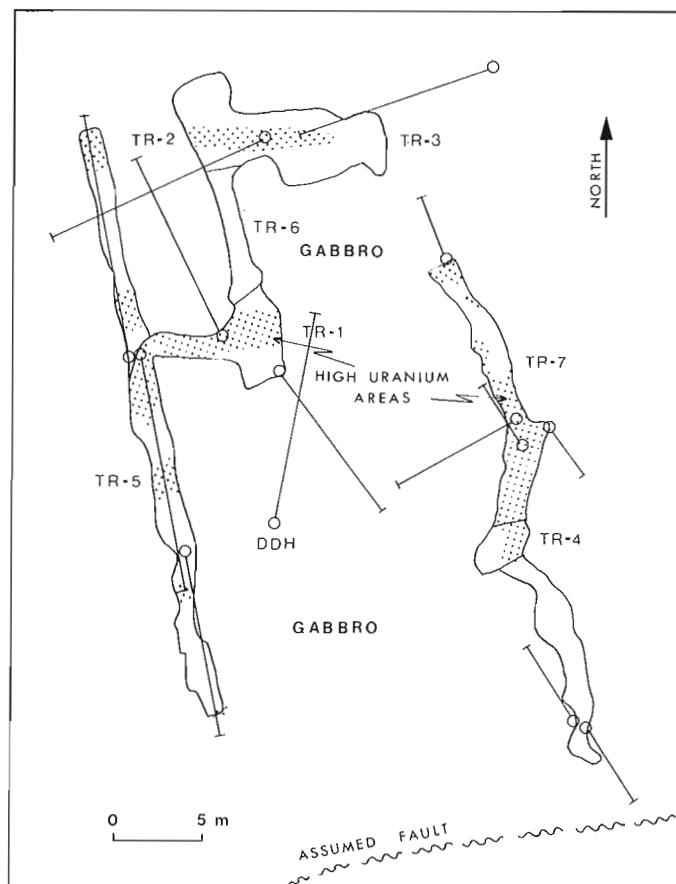 TR-2
TR-3
NORTH
TR-6
GABBRO
TR-1
HIGH URANIUM
AREAS
TR-7
TR-5
DDH
TR-4
GABBRO
0 5 m
ASSUMED FAULT